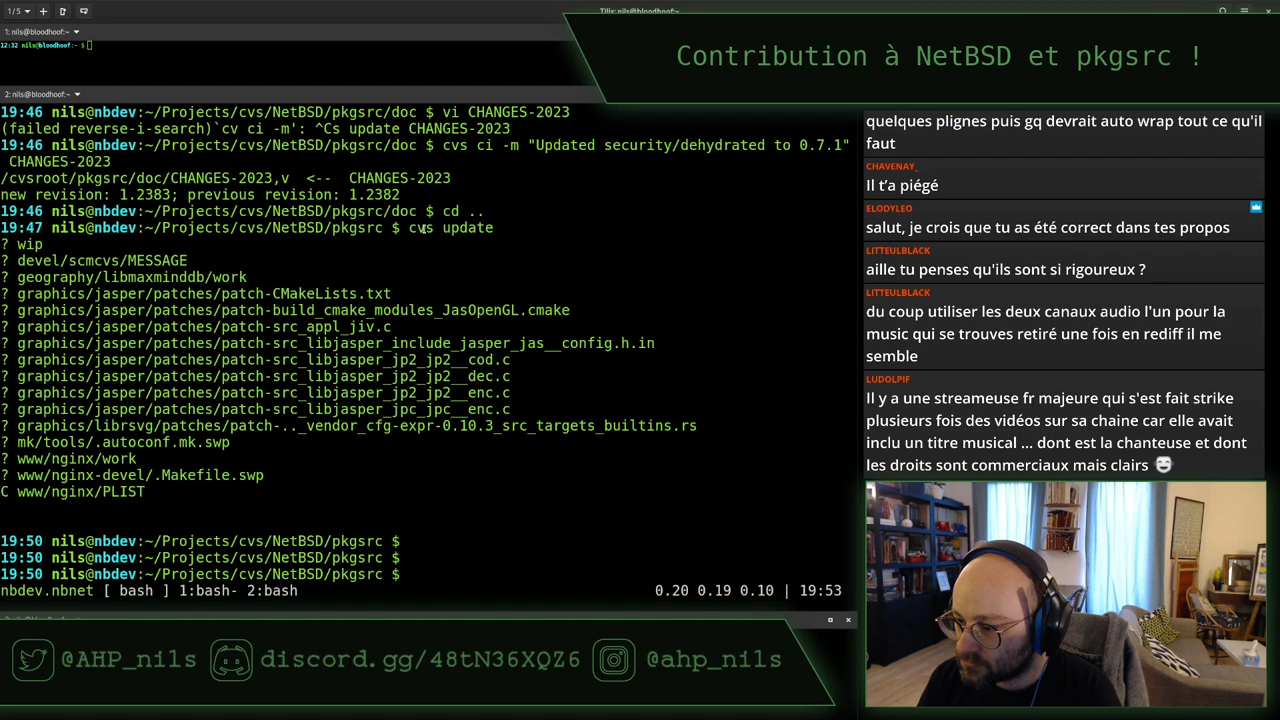 1/5
Tilix: nils@bloodhoof:~
1: nils@bloodhoof:~
12:32 nils@bloodhoof:~ $
Contribution à NetBSD et pkgsrc !
2: nils@bloodhoof:~
19:46 nils@nbdev:~/Projects/cvs/NetBSD/pkgsrc/doc $ vi CHANGES-2023
(failed reverse-i-search)`cv ci -m': ^Cs update CHANGES-2023
19:46 nils@nbdev:~/Projects/cvs/NetBSD/pkgsrc/doc $ cvs ci -m "Updated security/dehydrated to 0.7.1"
CHANGES-2023
/cvsroot/pkgsrc/doc/CHANGES-2023,v  <--  CHANGES-2023
new revision: 1.2383; previous revision: 1.2382
19:46 nils@nbdev:~/Projects/cvs/NetBSD/pkgsrc/doc $ cd ..
19:47 nils@nbdev:~/Projects/cvs/NetBSD/pkgsrc $ cvs update
? wip
? devel/scmcvs/MESSAGE
? geography/libmaxminddb/work
? graphics/jasper/patches/patch-CMakeLists.txt
? graphics/jasper/patches/patch-build_cmake_modules_JasOpenGL.cmake
? graphics/jasper/patches/patch-src_appl_jiv.c
? graphics/jasper/patches/patch-src_libjasper_include_jasper_jas__config.h.in
? graphics/jasper/patches/patch-src_libjasper_jp2_jp2__cod.c
? graphics/jasper/patches/patch-src_libjasper_jp2_jp2__dec.c
? graphics/jasper/patches/patch-src_libjasper_jp2_jp2__enc.c
? graphics/jasper/patches/patch-src_libjasper_jpc_jpc__enc.c
? graphics/librsvg/patches/patch-.._vendor_cfg-expr-0.10.3_src_targets_builtins.rs
? mk/tools/.autoconf.mk.swp
? www/nginx/work
? www/nginx-devel/.Makefile.swp
C www/nginx/PLIST
19:50 nils@nbdev:~/Projects/cvs/NetBSD/pkgsrc $
19:50 nils@nbdev:~/Projects/cvs/NetBSD/pkgsrc $
19:50 nils@nbdev:~/Projects/cvs/NetBSD/pkgsrc $
nbdev.nbnet [ bash ] 1:bash- 2:bash 0.20 0.19 0.10 | 19:53
quelques plignes puis gq devrait auto wrap tout ce qu'il
faut
CHAVENAY_
Il t'a piégé
ELODYLEO
salut, je crois que tu as été correct dans tes propos
LITTEULBLACK
aille tu penses qu'ils sont si rigoureux ?
LITTEULBLACK
du coup utiliser les deux canaux audio l'un pour la
music qui se trouves retiré une fois en rediff il me
semble
LUDOLPIF
Il y a une streameuse fr majeure qui s'est fait strike
plusieurs fois des vidéos sur sa chaine car elle avait
inclu un titre musical ... dont est la chanteuse et dont
les droits sont commerciaux mais clairs
@AHP_nils
discord.gg/48tN36XQZ6
@ahp_nils